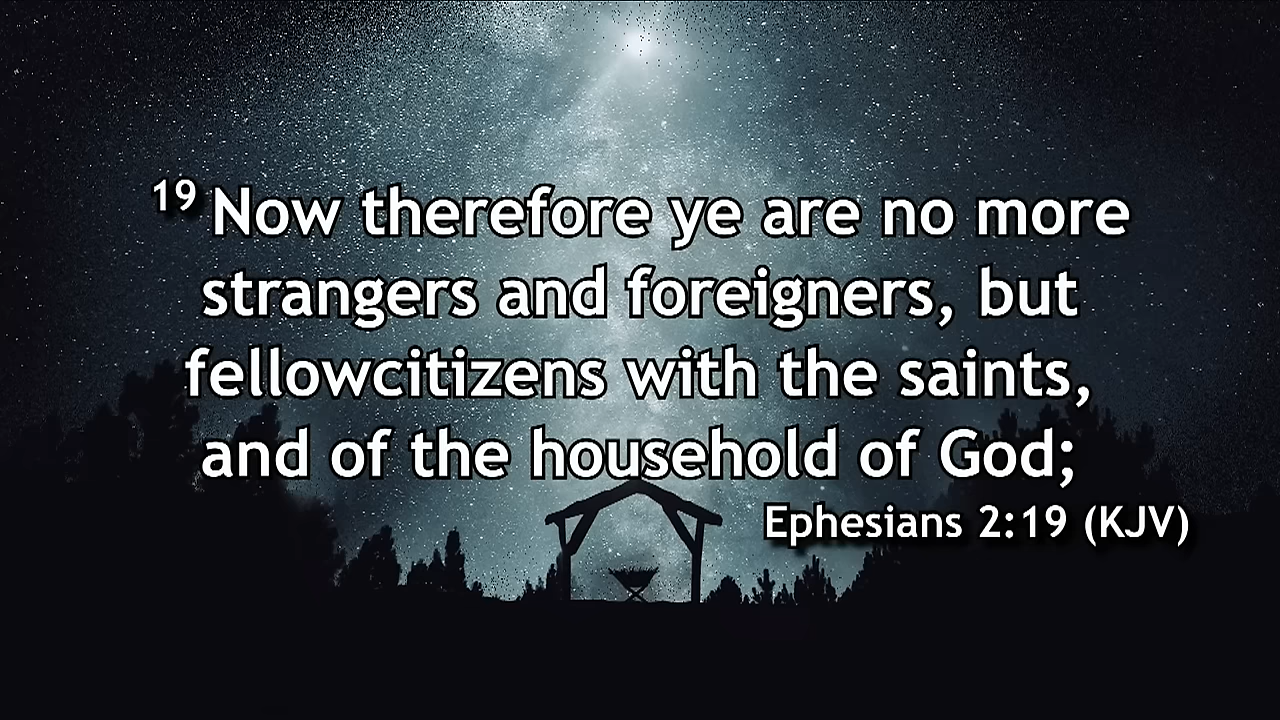 19 Now therefore ye are no more
strangers and foreigners, but
fellowcitizens with the saints,
and of the household of God;
Ephesians 2:19 (KJV)